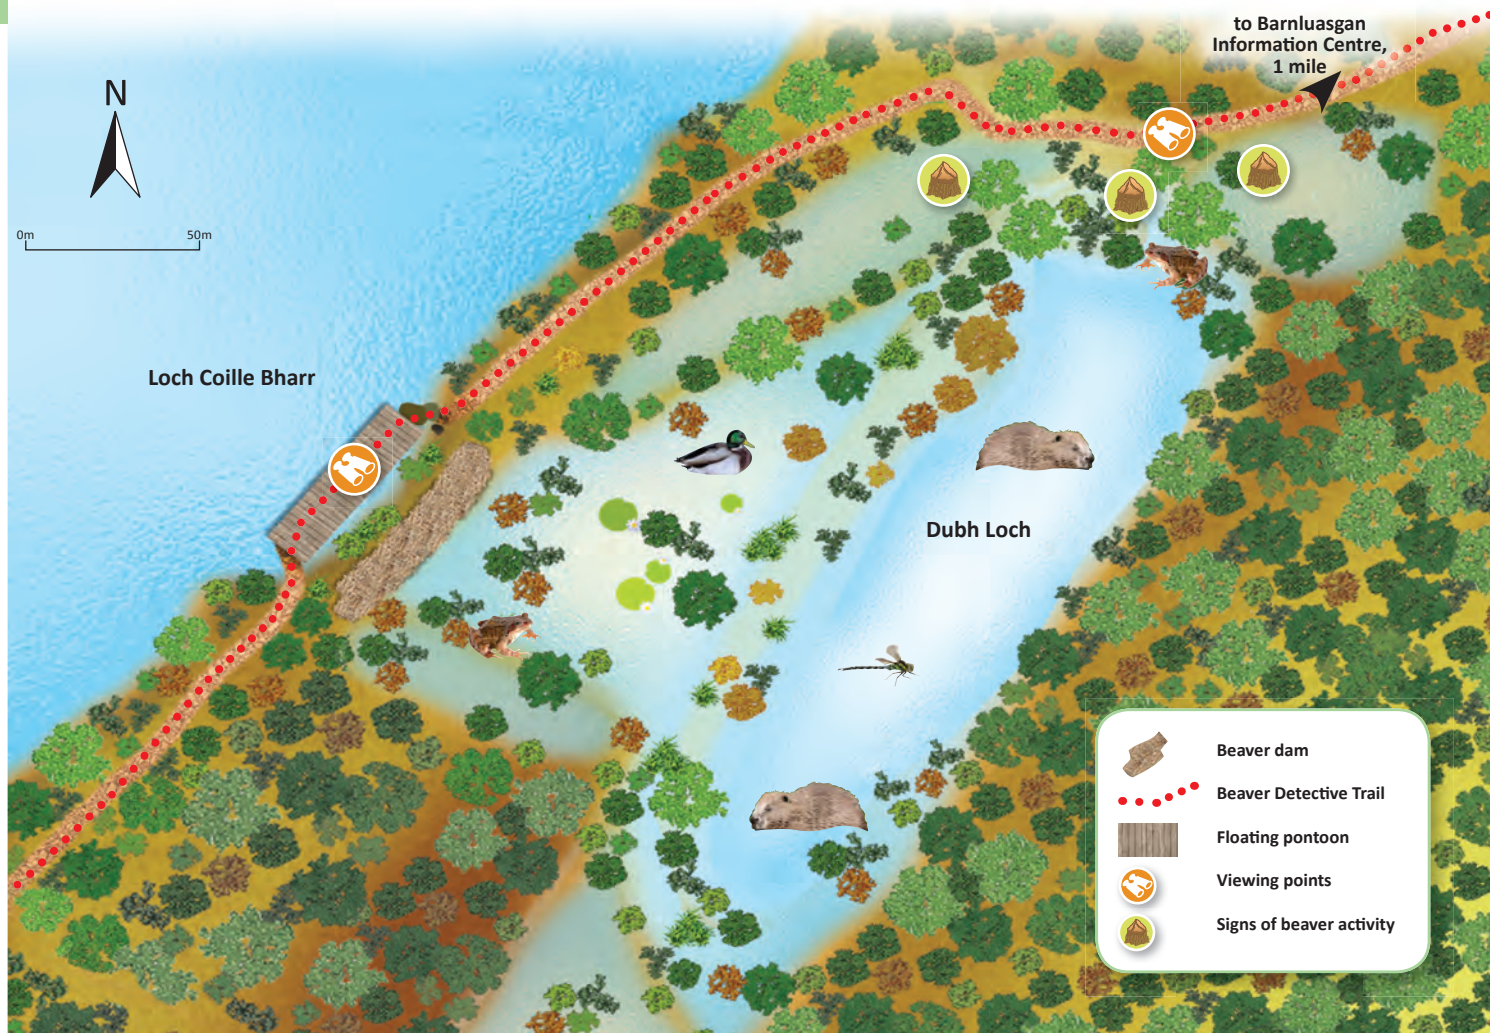 to Barnluasgan
Information Centre,
1 mile
N
0m 50m
Loch Coille Bharr
Dubh Loch
Beaver dam
Beaver Detective Trail
Floating pontoon
Viewing points
Signs of beaver activity